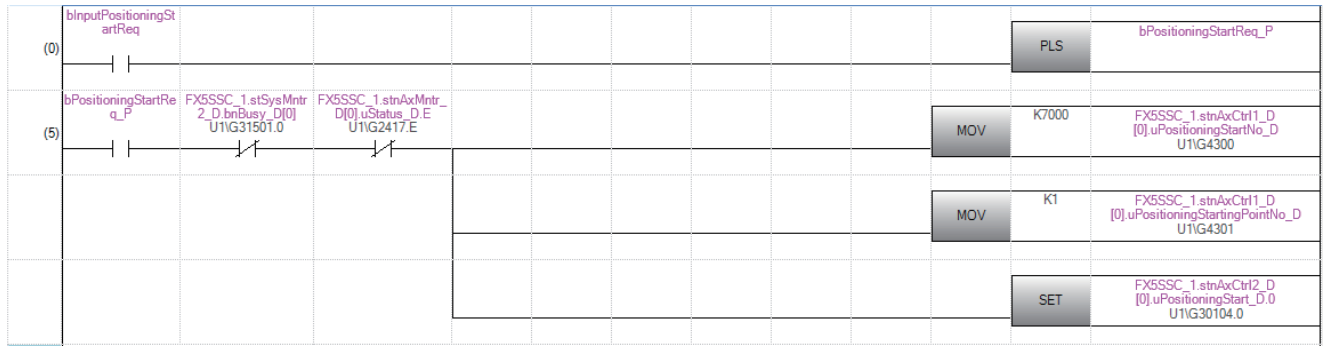 bInputPositioningSt
artReq
(0)
PLS
bPositioningStartReq_P
bPositioningStartRe
q_P
FX5SSC_1.stSysMntr
2_D.bnBusy_D[0]
U1\G31501.0
FX5SSC_1.stnAxMntr_
D[0].uStatus_D.E
U1\G2417.E
(5)
MOV
K7000
FX5SSC_1.stnAxCtrl1_D
[0].uPositioningStartNo_D
U1\G4300
MOV
K1
FX5SSC_1.stnAxCtrl1_D
[0].uPositioningStartingPointNo_D
U1\G4301
SET
FX5SSC_1.stnAxCtrl2_D
[0].uPositioningStart_D.0
U1\G30104.0